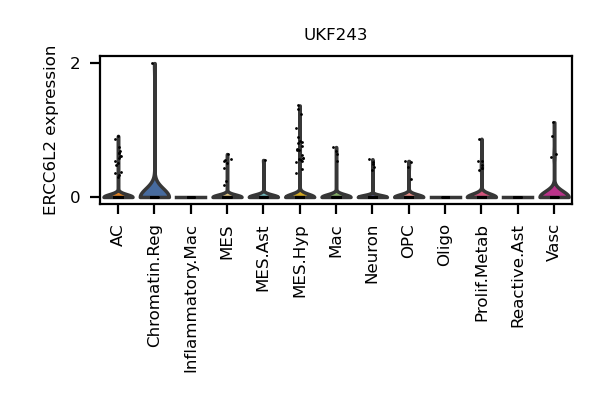 UKF243
ERCC6L2 expression
2
0
AC
Chromatin.Reg
Inflammatory.Mac
MES
MES.Ast
MES.Hyp
Mac
Neuron
OPC
Oligo
Prolif.Metab
Reactive.Ast
Vasc